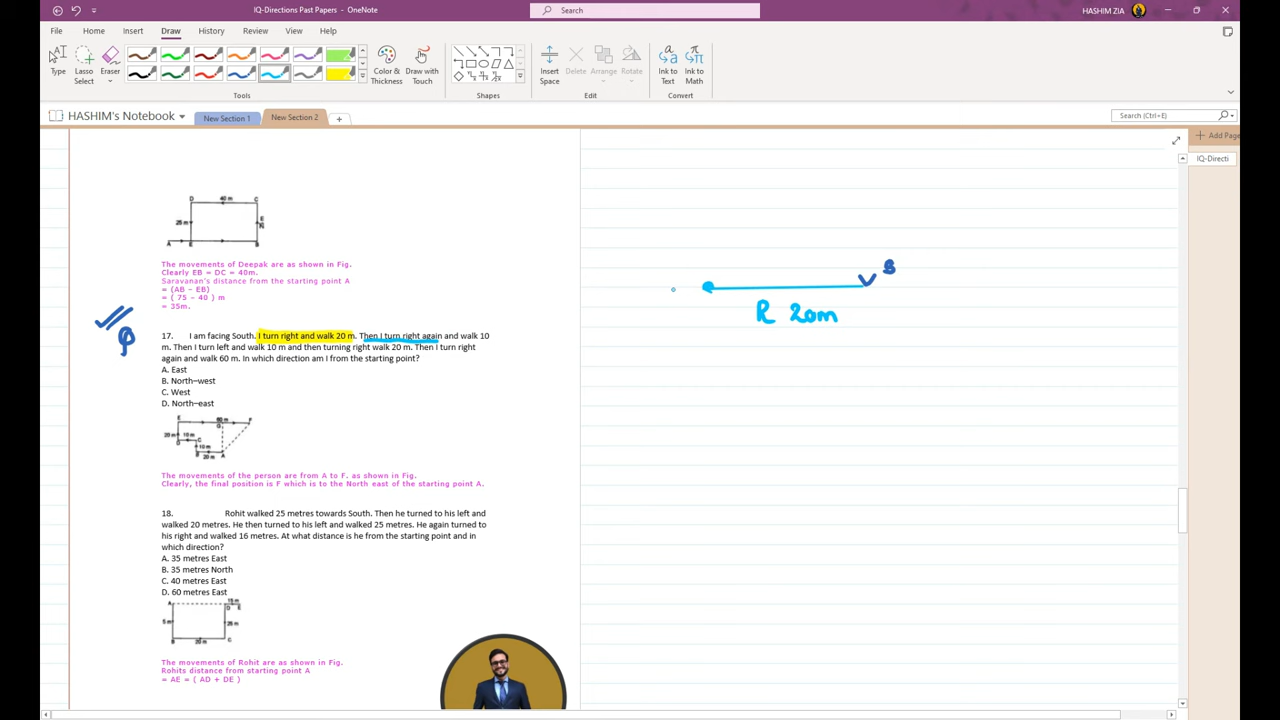 IQ-Directions Past Papers - OneNote
Search
HASHIM ZIA
File
Home
Insert
Draw
History
Review
View
Help
Type
Lasso
Select
Eraser
Color &
Thickness
Draw with
Touch
Insert
Space
Delete
Arrange
Rotate
Ink to
Text
Ink to
Math
Tools
Shapes
Edit
Convert
HASHIM's Notebook
New Section 1
New Section 2
Search (Ctrl+E)
Add Page
IQ-Directi
D 40 m C
25 m
E
A E B
The movements of Deepak are as shown in Fig.
Clearly EB = DC = 40m.
Saravanan's distance from the starting point A
= (AB – EB)
= ( 75 – 40 ) m
= 35m.
S
R 20m
17. I am facing South. I turn right and walk 20 m. Then I turn right again and walk 10
m. Then I turn left and walk 10 m and then turning right walk 20 m. Then I turn right
again and walk 60 m. In which direction am I from the starting point?
A. East
B. North–west
C. West
D. North–east
E 60 m F
G
20 m 10 m
D C
10 m
B 20 m A
The movements of the person are from A to F. as shown in Fig.
Clearly, the final position is F which is to the North east of the starting point A.
18. Rohit walked 25 metres towards South. Then he turned to his left and
walked 20 metres. He then turned to his left and walked 25 metres. He again turned to
his right and walked 16 metres. At what distance is he from the starting point and in
which direction?
A. 35 metres East
B. 35 metres North
C. 40 metres East
D. 60 metres East
A 15 m
D E
5 m 25 m
B 20 m C
The movements of Rohit are as shown in Fig.
Rohits distance from starting point A
= AE = ( AD + DE )